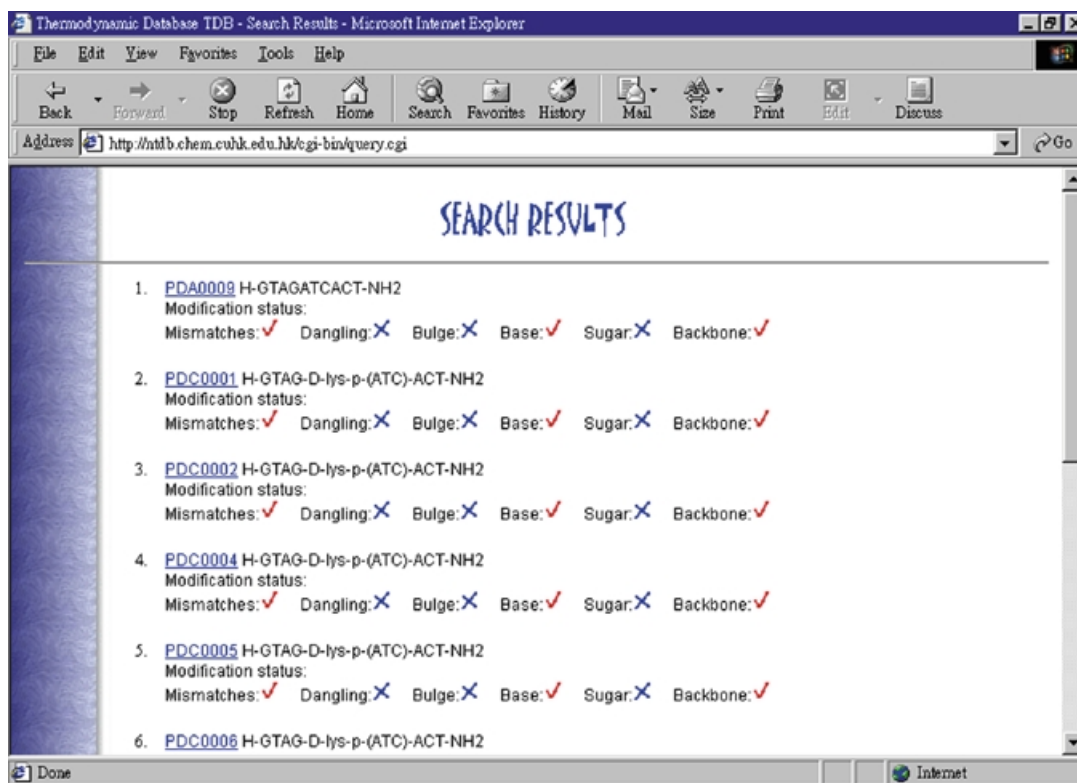 Thermodynamic Database TDB - Search Results - Microsoft Internet Explorer
File Edit View Favorites Tools Help
Back Forward Stop Refresh Home Search Favorites History Mail Size Print Edit Discuss
Address http://ntdb.chem.cuhk.edu.hk/cgi-bin/query.cgi Go
SEARCH RESULTS
1. PDA0009 H-GTAGATCACT-NH2
Modification status:
Mismatches: Dangling: Bulge: Base: Sugar: Backbone:
2. PDC0001 H-GTAG-D-lys-p-(ATC)-ACT-NH2
Modification status:
Mismatches: Dangling: Bulge: Base: Sugar: Backbone:
3. PDC0002 H-GTAG-D-lys-p-(ATC)-ACT-NH2
Modification status:
Mismatches: Dangling: Bulge: Base: Sugar: Backbone:
4. PDC0004 H-GTAG-D-lys-p-(ATC)-ACT-NH2
Modification status:
Mismatches: Dangling: Bulge: Base: Sugar: Backbone:
5. PDC0005 H-GTAG-D-lys-p-(ATC)-ACT-NH2
Modification status:
Mismatches: Dangling: Bulge: Base: Sugar: Backbone:
6. PDC0006 H-GTAG-D-lys-p-(ATC)-ACT-NH2
Done Internet